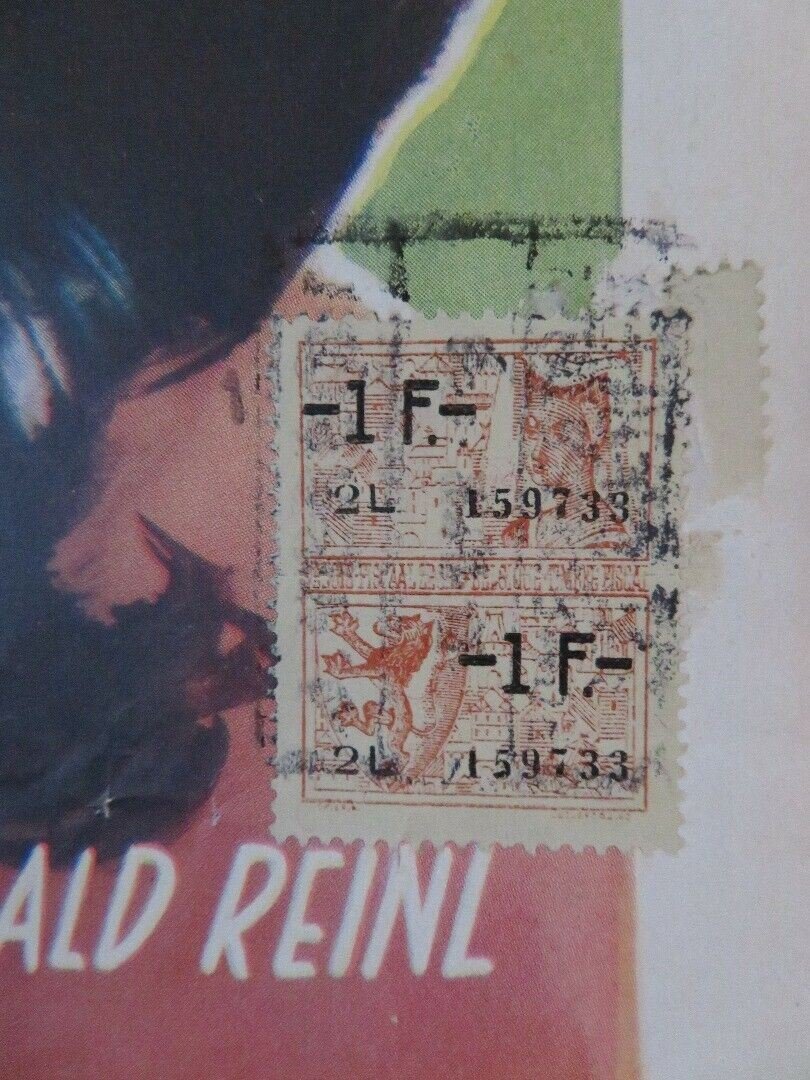 -1 F.-
2L 159733
-1 F.-
2L 159733
ALD REINL